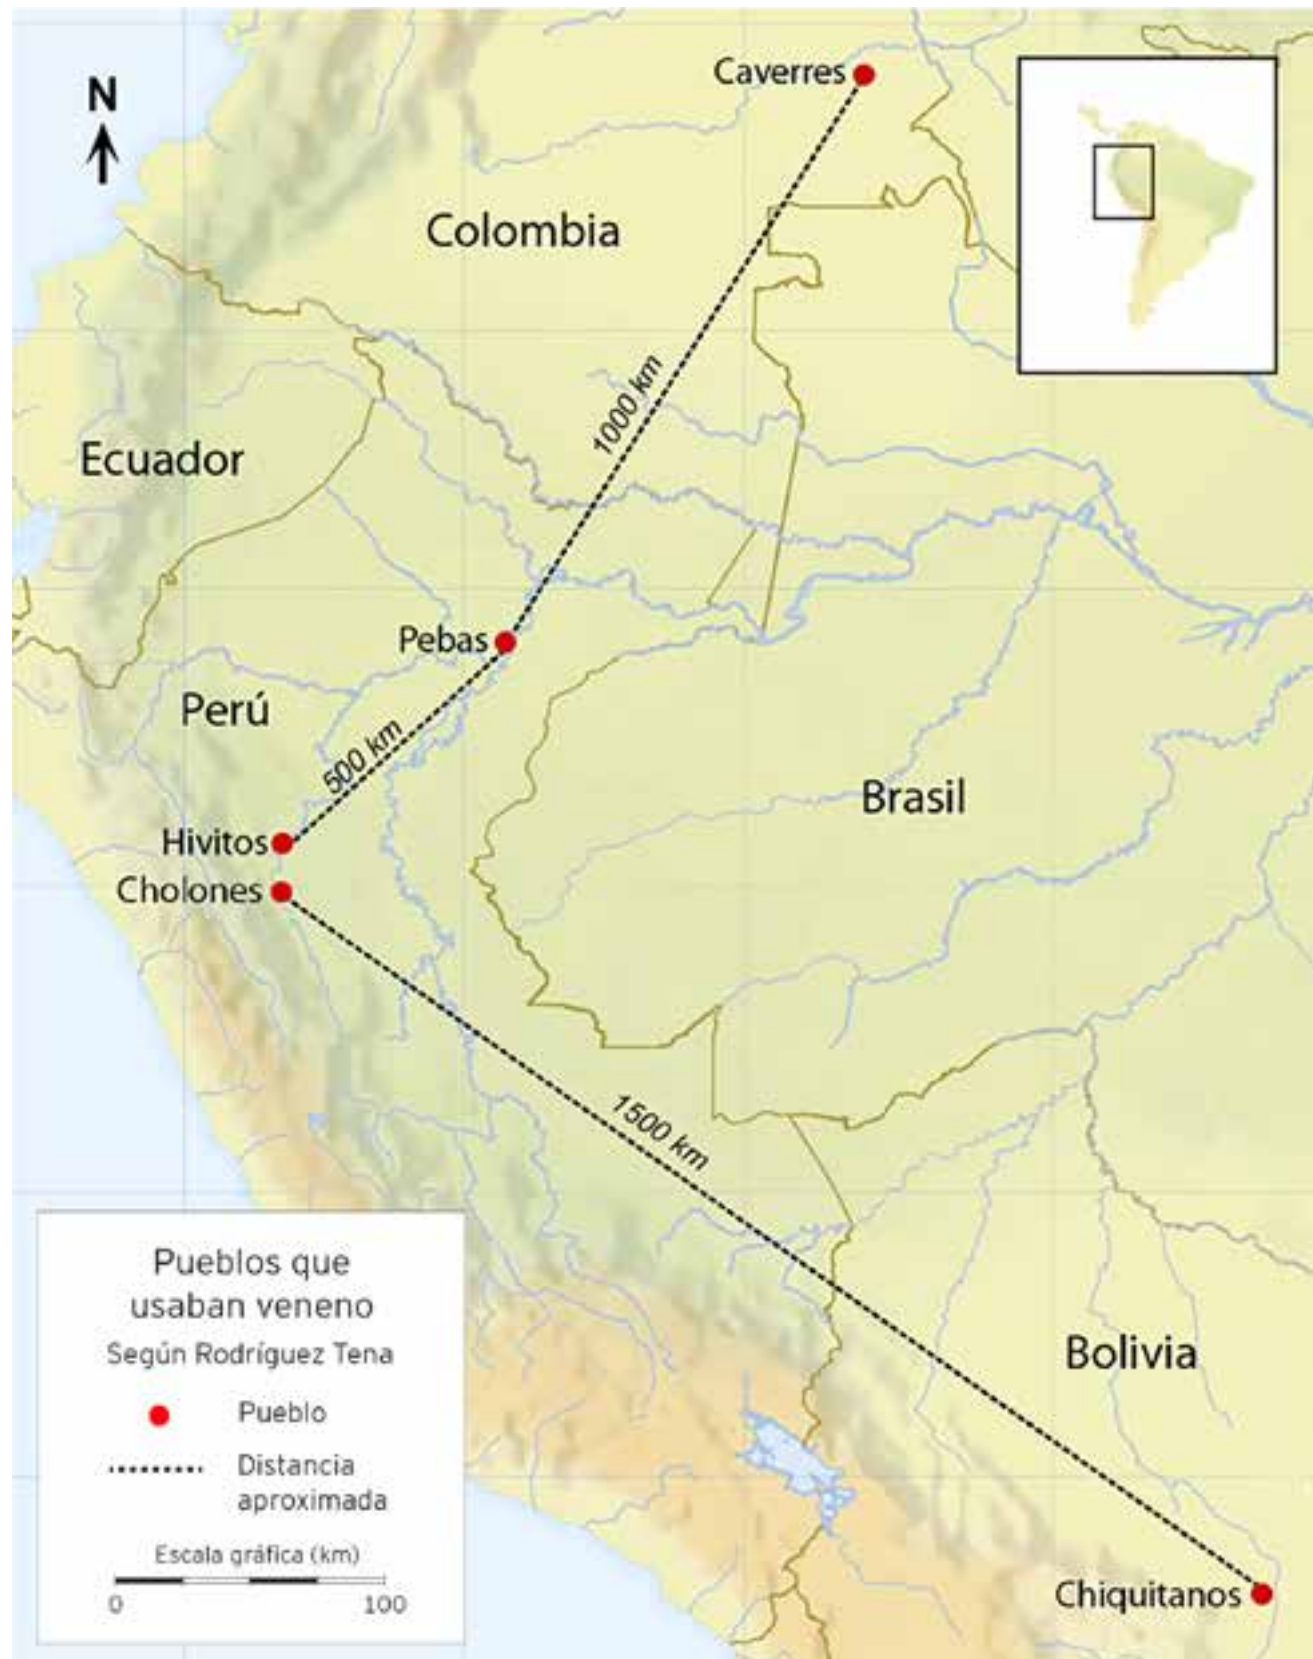 Caverres
N
Colombia
1000 km
Ecuador
Pebas
Perú
500 km
Brasil
Hivitos
Cholones
1500 km
Bolivia
Chiquitanos
Pueblos que
usaban veneno
Según Rodríguez Tena
Pueblo
Distancia
aproximada
Escala gráfica (km)
0 100